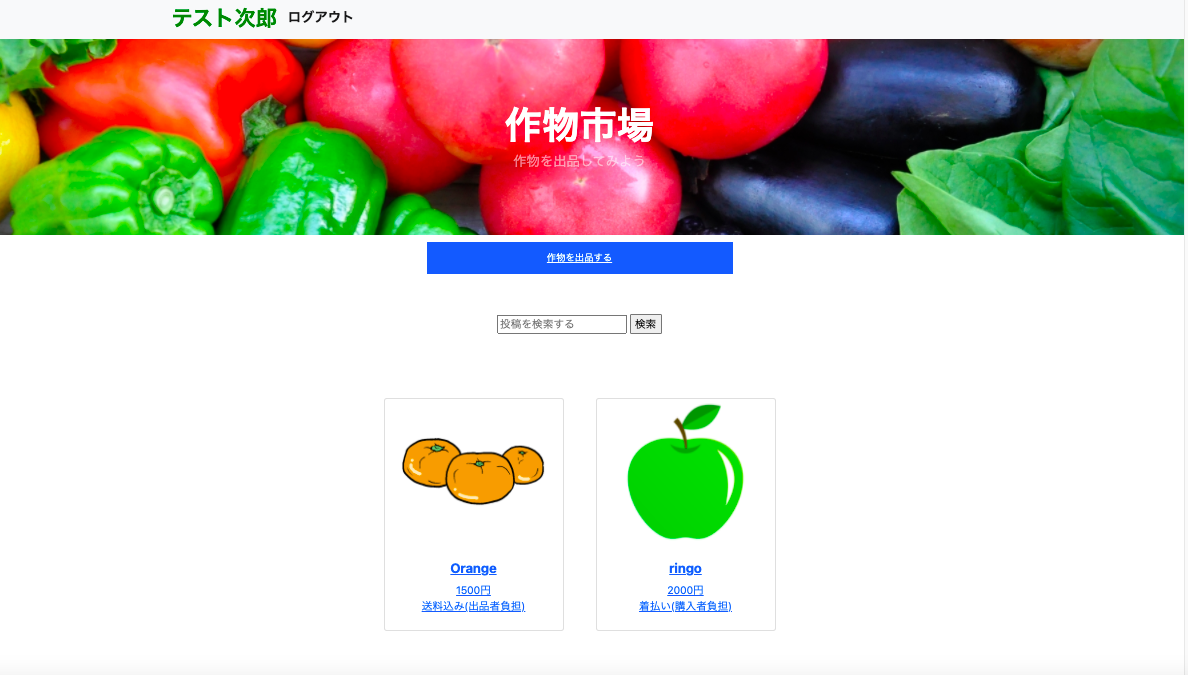 テスト次郎 ログアウト
作物市場
作物を出品してみよう
作物を出品する
投稿を検索する 検索
Orange
1500円
送料込み(出品者負担)
ringo
2000円
着払い(購入者負担)